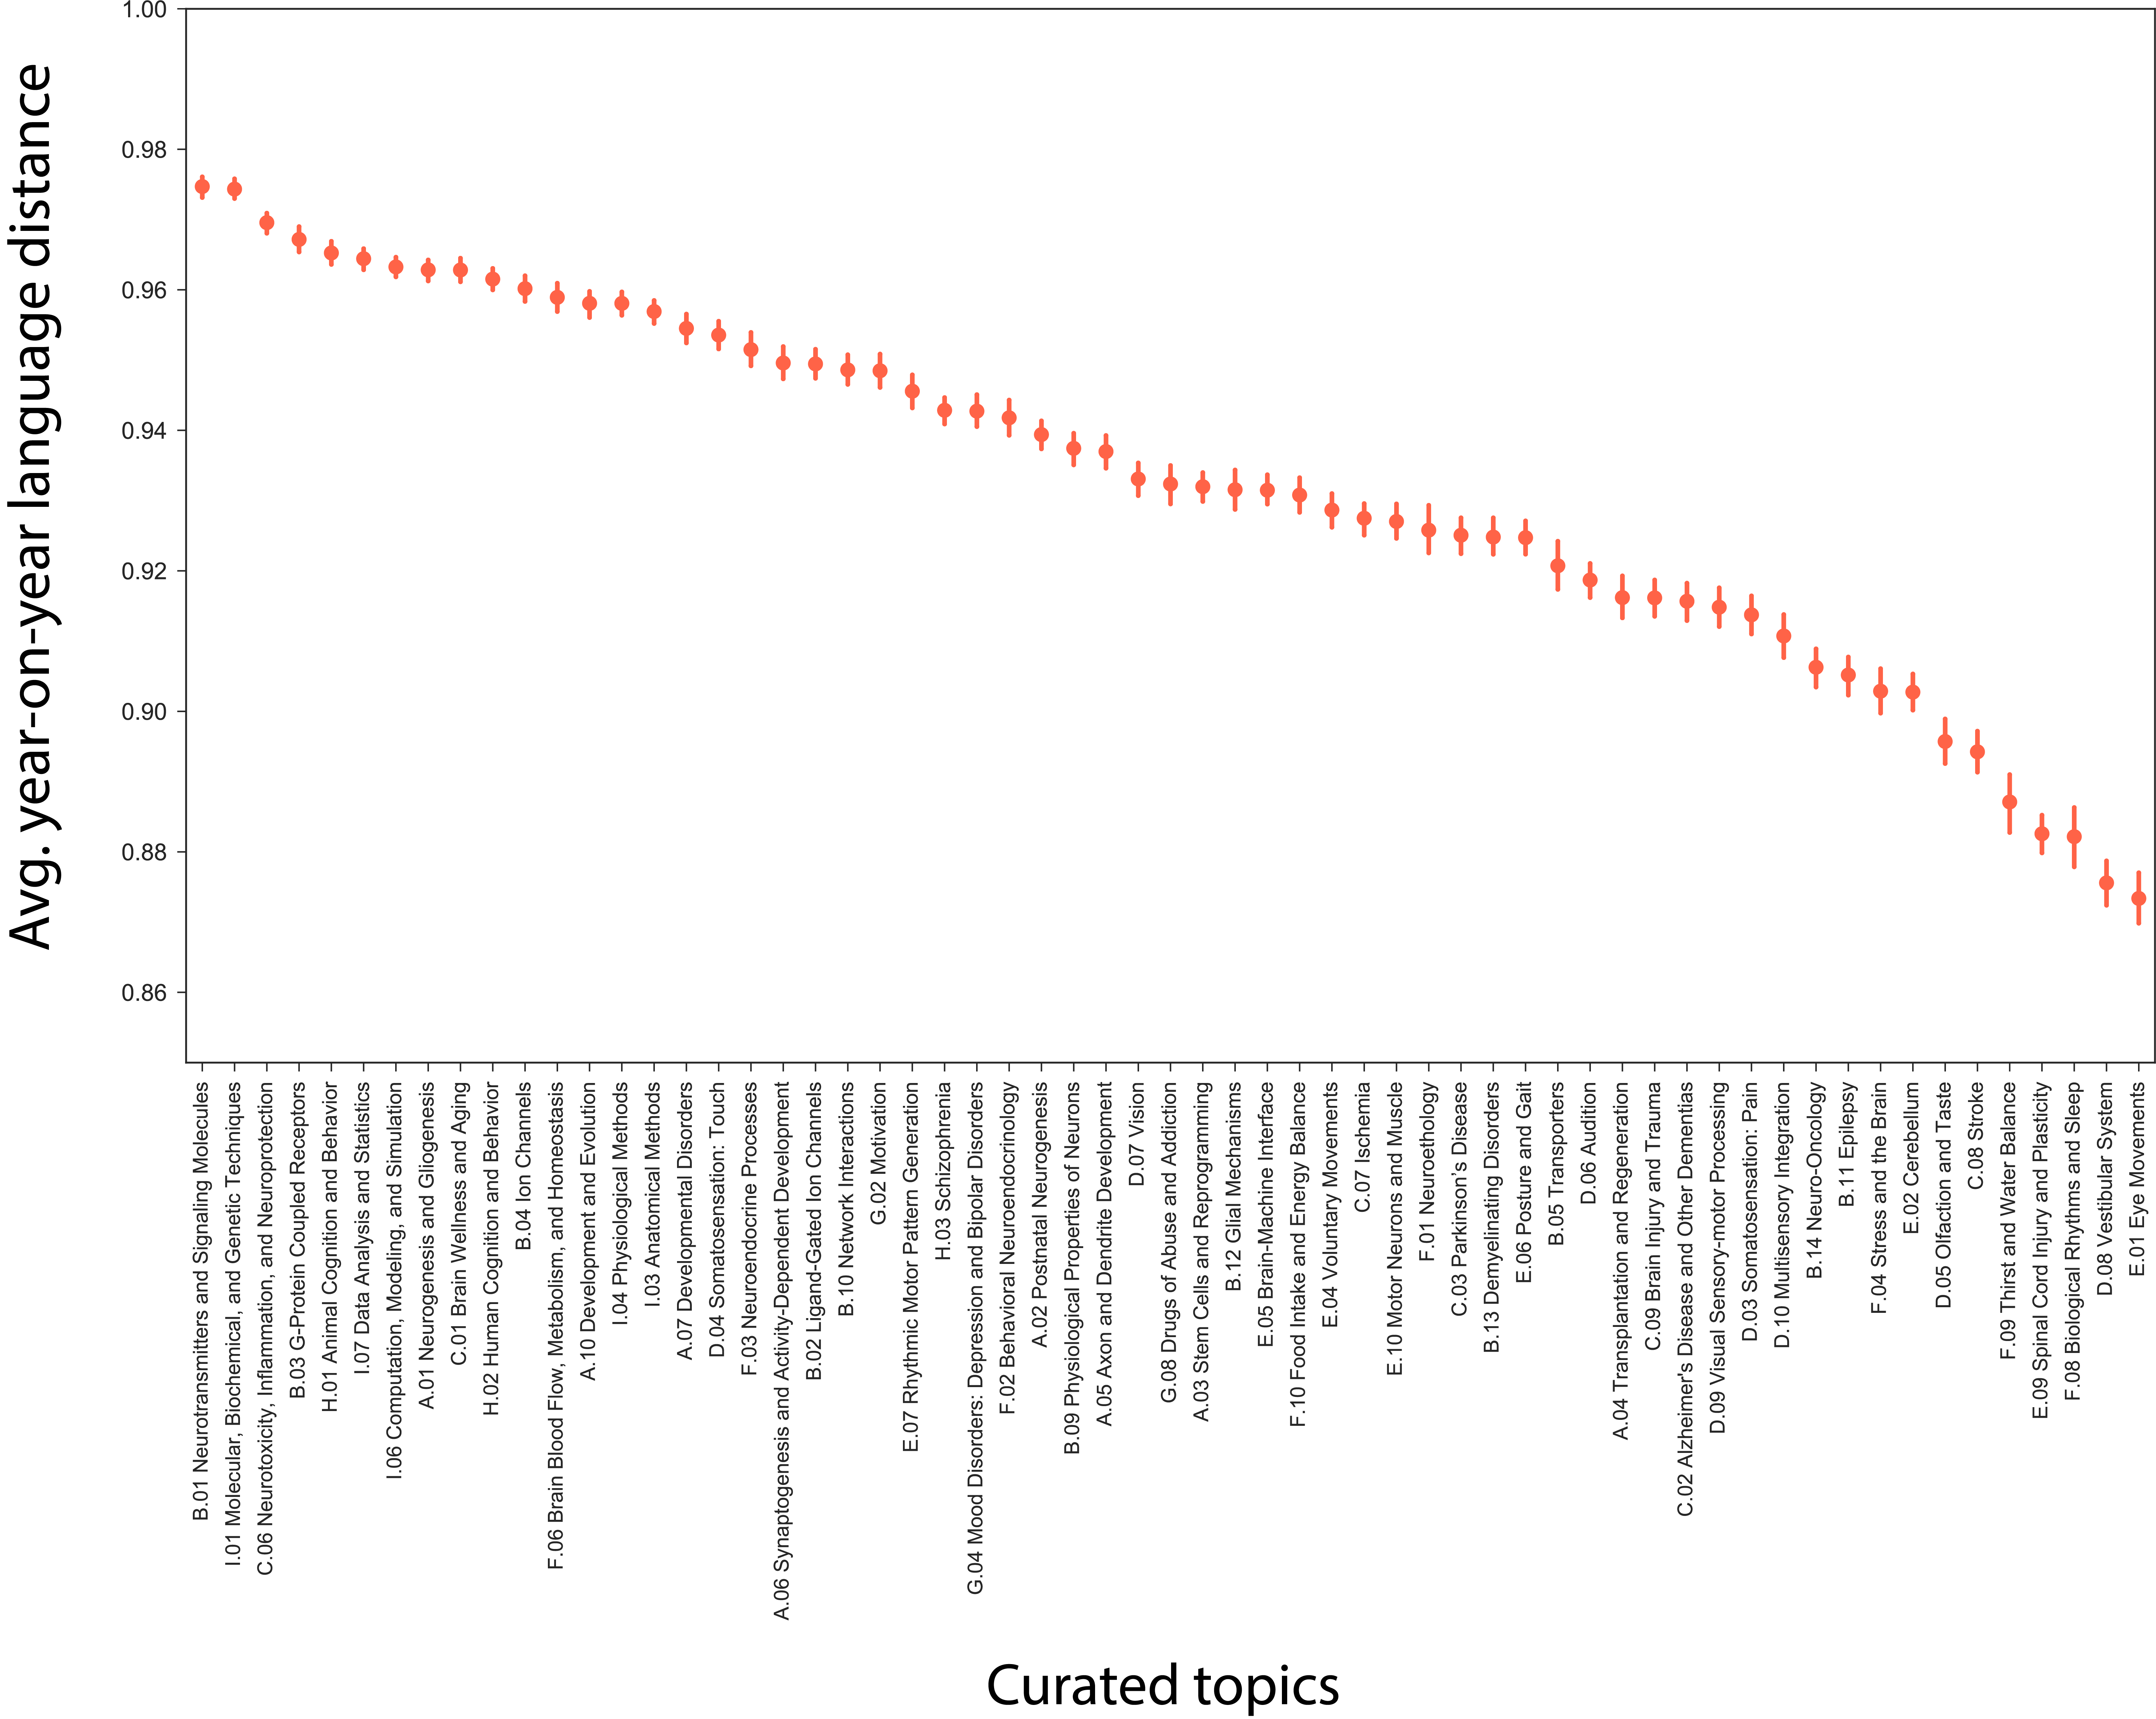 Avg. year-on-year language distance
1.00
0.98
0.96
0.94
0.92
0.90
0.88
0.86
B.01 Neurotransmitters and Signaling Molecules
I.01 Molecular, Biochemical, and Genetic Techniques
C.06 Neurotoxicity, Inflammation, and Neuroprotection
B.03 G-Protein Coupled Receptors
H.01 Animal Cognition and Behavior
I.07 Data Analysis and Statistics
I.06 Computation, Modeling, and Simulation
A.01 Neurogenesis and Gliogenesis
C.01 Brain Wellness and Aging
H.02 Human Cognition and Behavior
B.04 Ion Channels
F.06 Brain Blood Flow, Metabolism, and Homeostasis
A.10 Development and Evolution
I.04 Physiological Methods
I.03 Anatomical Methods
A.07 Developmental Disorders
D.04 Somatosensation: Touch
F.03 Neuroendocrine Processes
A.06 Synaptogenesis and Activity-Dependent Development
B.02 Ligand-Gated Ion Channels
B.10 Network Interactions
G.02 Motivation
E.07 Rhythmic Motor Pattern Generation
H.03 Schizophrenia
G.04 Mood Disorders: Depression and Bipolar Disorders
F.02 Behavioral Neuroendocrinology
A.02 Postnatal Neurogenesis
B.09 Physiological Properties of Neurons
A.05 Axon and Dendrite Development
D.07 Vision
G.08 Drugs of Abuse and Addiction
A.03 Stem Cells and Reprogramming
B.12 Glial Mechanisms
E.05 Brain-Machine Interface
F.10 Food Intake and Energy Balance
E.04 Voluntary Movements
C.07 Ischemia
E.10 Motor Neurons and Muscle
F.01 Neuroethology
C.03 Parkinson's Disease
B.13 Demyelinating Disorders
E.06 Posture and Gait
B.05 Transporters
D.06 Audition
A.04 Transplantation and Regeneration
C.09 Brain Injury and Trauma
C.02 Alzheimer's Disease and Other Dementias
D.09 Visual Sensory-motor Processing
D.03 Somatosensation: Pain
D.10 Multisensory Integration
B.14 Neuro-Oncology
B.11 Epilepsy
F.04 Stress and the Brain
E.02 Cerebellum
D.05 Olfaction and Taste
C.08 Stroke
F.09 Thirst and Water Balance
E.09 Spinal Cord Injury and Plasticity
F.08 Biological Rhythms and Sleep
D.08 Vestibular System
E.01 Eye Movements
Curated topics